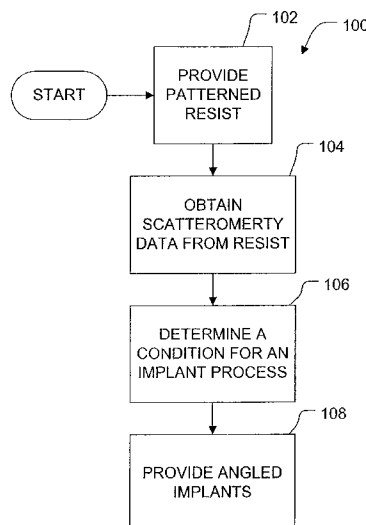 102
100
START
PROVIDE
PATTERNED
RESIST
104
OBTAIN
SCATTEROMERTY
DATA FROM RESIST
106
DETERMINE A
CONDITION FOR AN
IMPLANT PROCESS
108
PROVIDE ANGLED
IMPLANTS